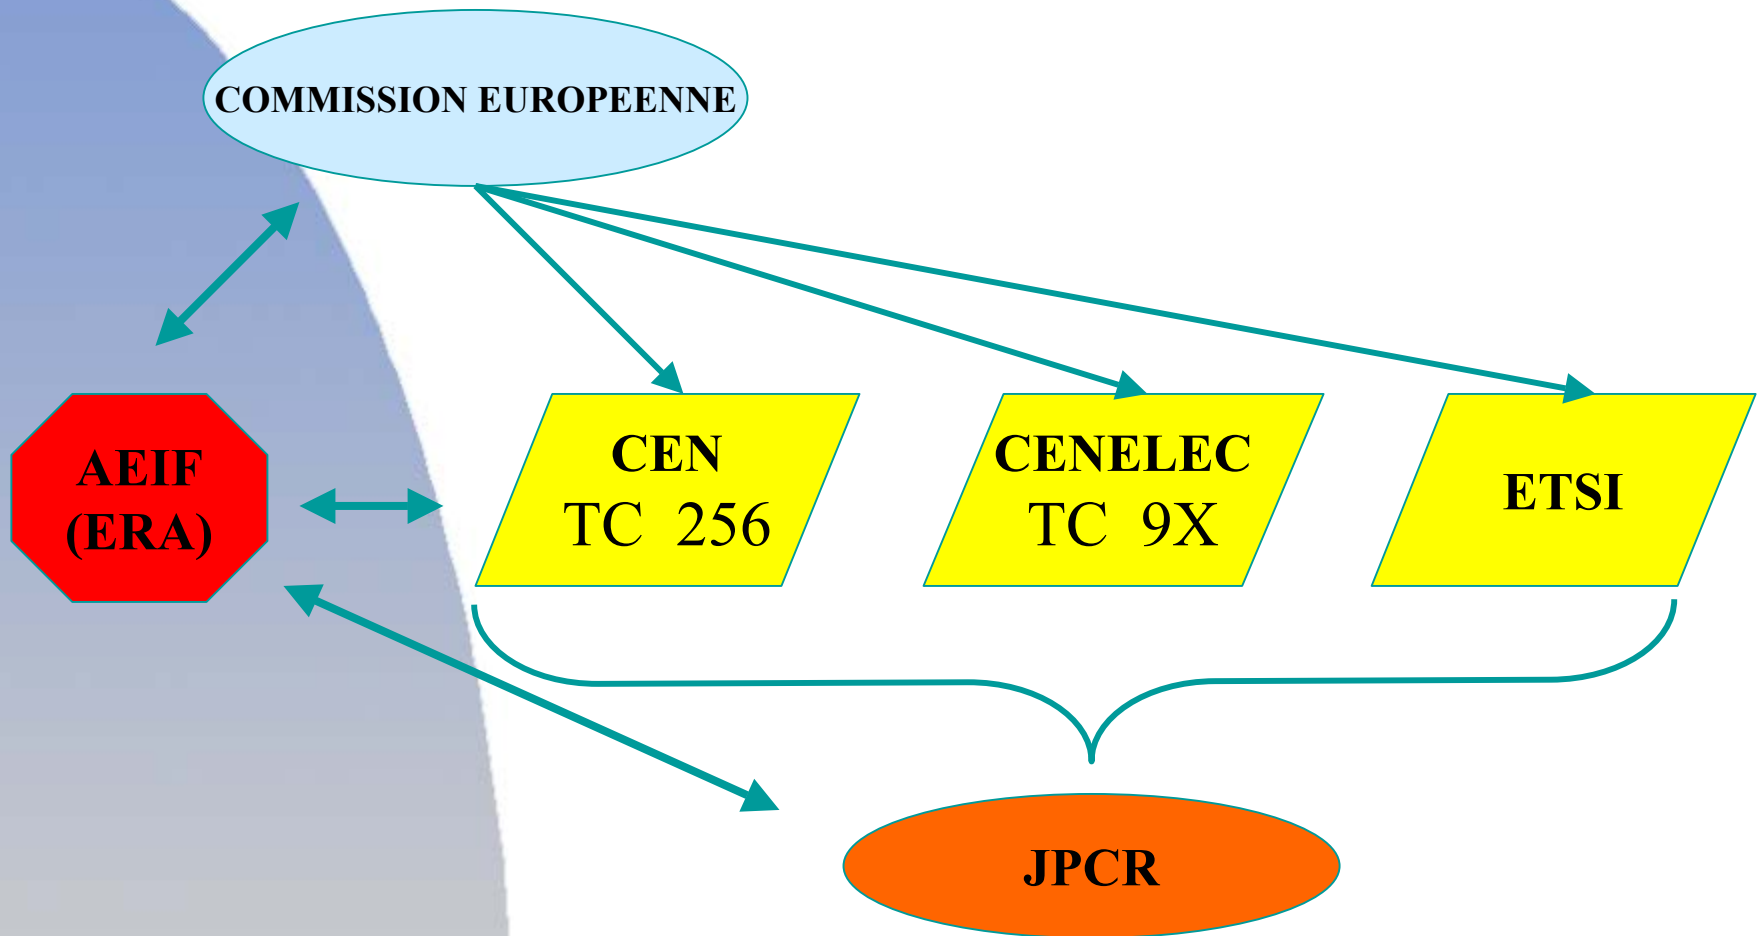 COMMISSION EUROPEENNE
AEIF
(ERA)
CEN
TC 256
CENELEC
TC 9X
ETSI
JPCR